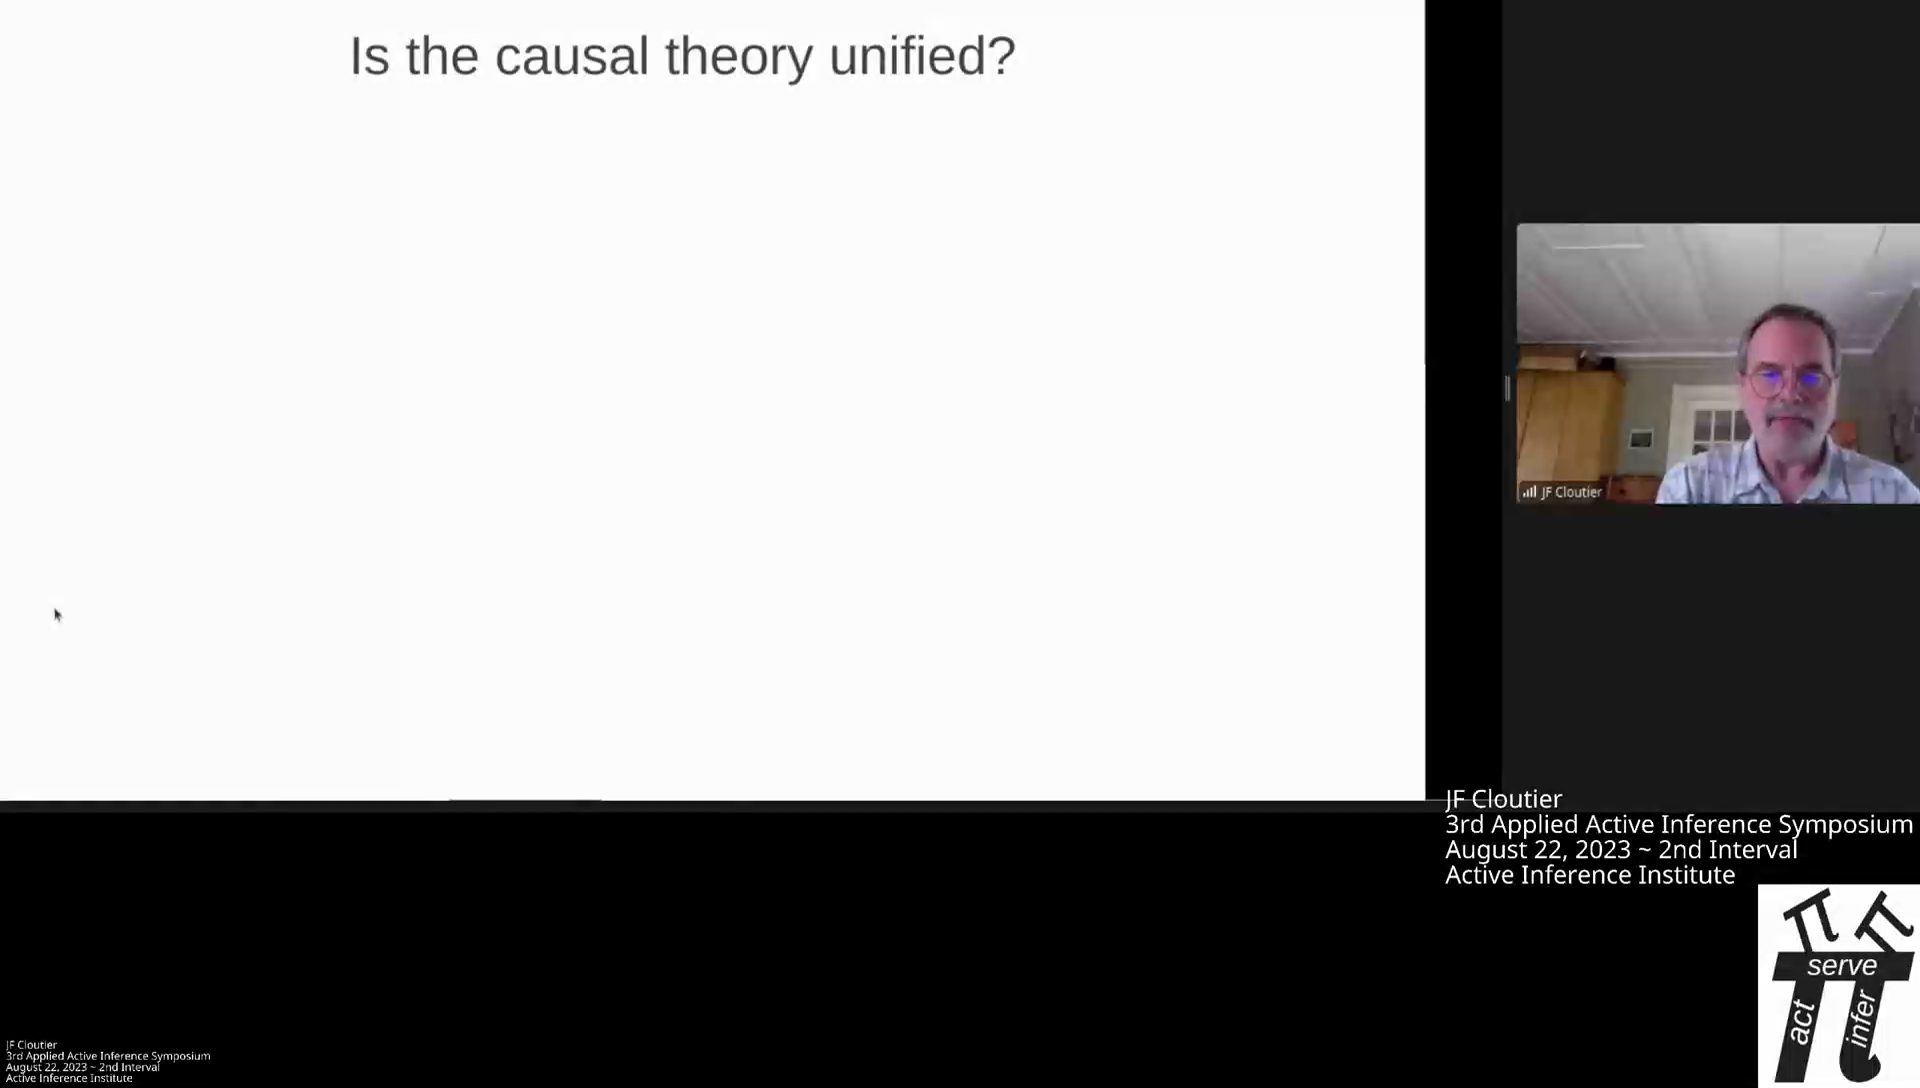 Is the causal theory unified?
JF Cloutier
JF Cloutier
3rd Applied Active Inference Symposium
August 22, 2023 ~ 2nd Interval
Active Inference Institute
serve
act
infer
JF Cloutier
3rd Applied Active Inference Symposium
August 22, 2023 ~ 2nd Interval
Active Inference Institute